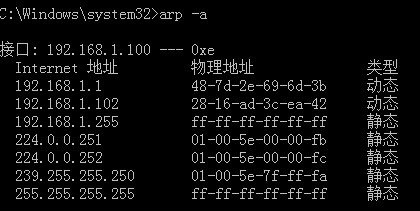 C:\Windows\system32>arp -a
接口: 192.168.1.100 --- 0xe
Internet 地址 物理地址 类型
192.168.1.1 48-7d-2e-69-6d-3b 动态
192.168.1.102 28-16-ad-3c-ea-42 动态
192.168.1.255 ff-ff-ff-ff-ff-ff 静态
224.0.0.251 01-00-5e-00-00-fb 静态
224.0.0.252 01-00-5e-00-00-fc 静态
239.255.255.250 01-00-5e-7f-ff-fa 静态
255.255.255.255 ff-ff-ff-ff-ff-ff 静态